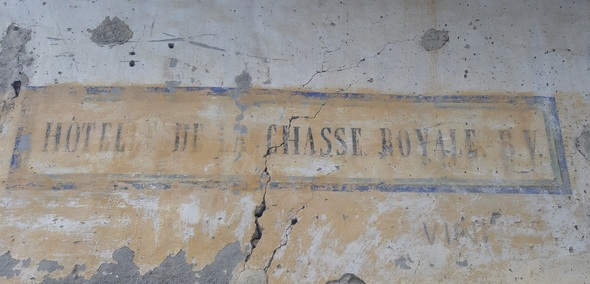 HÔTEL DE LA CHASSE ROYALE B.V.